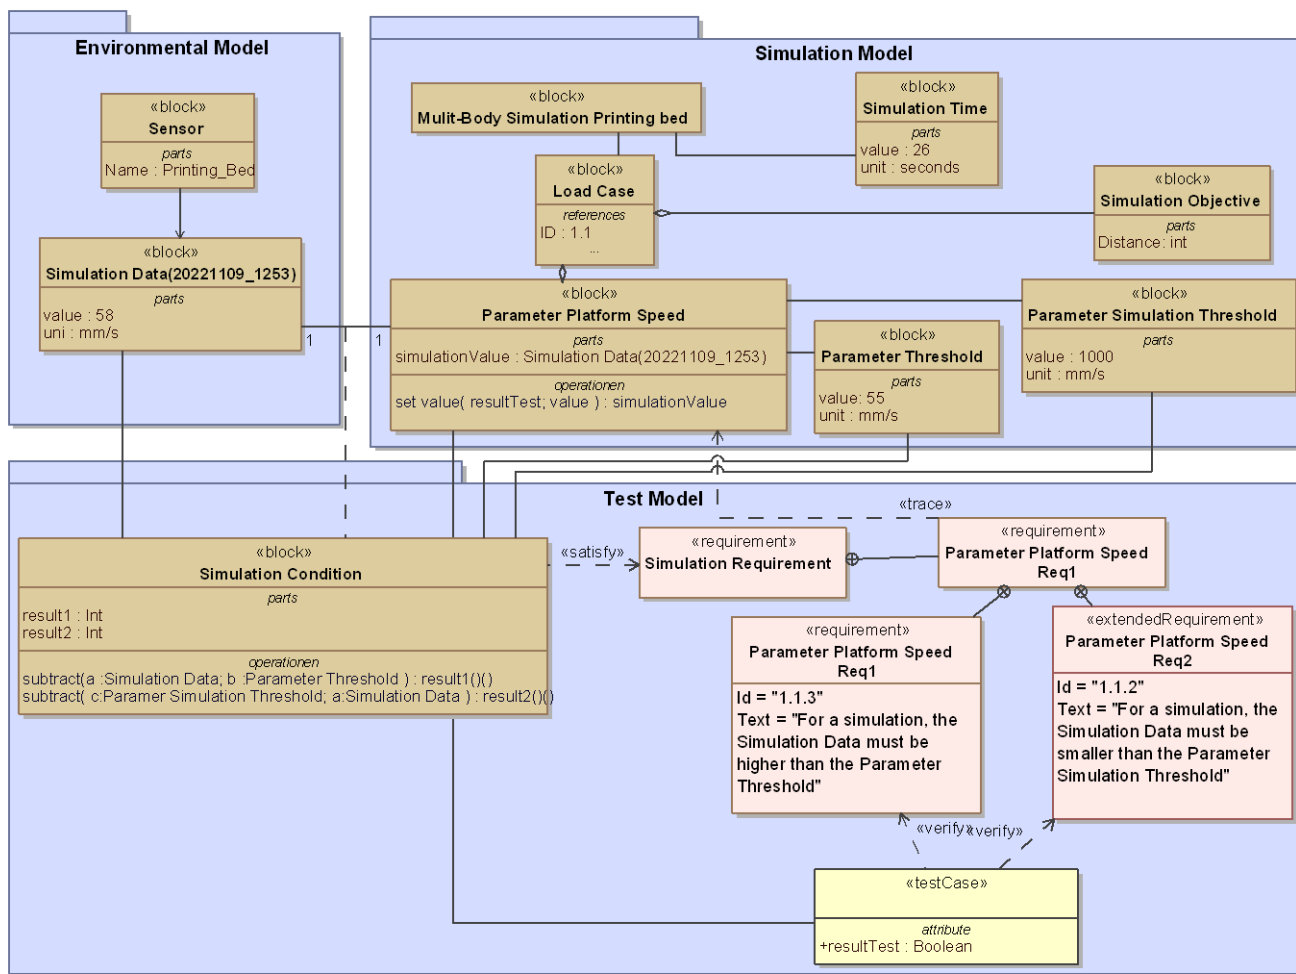 Environmental Model
«block»
Sensor
parts
Name : Printing_Bed
«block»
Simulation Data(20221109_1253)
parts
value : 58
uni : mm/s
1
1
Simulation Model
«block»
Mulit-Body Simulation Printing bed
«block»
Simulation Time
parts
value : 26
unit : seconds
«block»
Load Case
references
ID : 1.1
...
«block»
Simulation Objective
parts
Distance: int
«block»
Parameter Platform Speed
parts
simulationValue : Simulation Data(20221109_1253)
operationen
set value( resultTest; value ) : simulationValue
«block»
Parameter Threshold
parts
value: 55
unit : mm/s
«block»
Parameter Simulation Threshold
parts
value : 1000
unit : mm/s
Test Model
«block»
Simulation Condition
parts
result1 : Int
result2 : Int
operationen
subtract(a :Simulation Data; b :Parameter Threshold ) : result1()()
subtract( c:Paramer Simulation Threshold; a:Simulation Data ) : result2()()
«satisfy»
«requirement»
Simulation Requirement
«trace»
«requirement»
Parameter Platform Speed
Req1
«requirement»
Parameter Platform Speed
Req1
Id = "1.1.3"
Text = "For a simulation, the
Simulation Data must be
higher than the Parameter
Threshold"
«extendedRequirement»
Parameter Platform Speed
Req2
Id = "1.1.2"
Text = "For a simulation, the
Simulation Data must be
smaller than the Parameter
Simulation Threshold"
«verify»
«verify»
«testCase»
attribute
+resultTest : Boolean